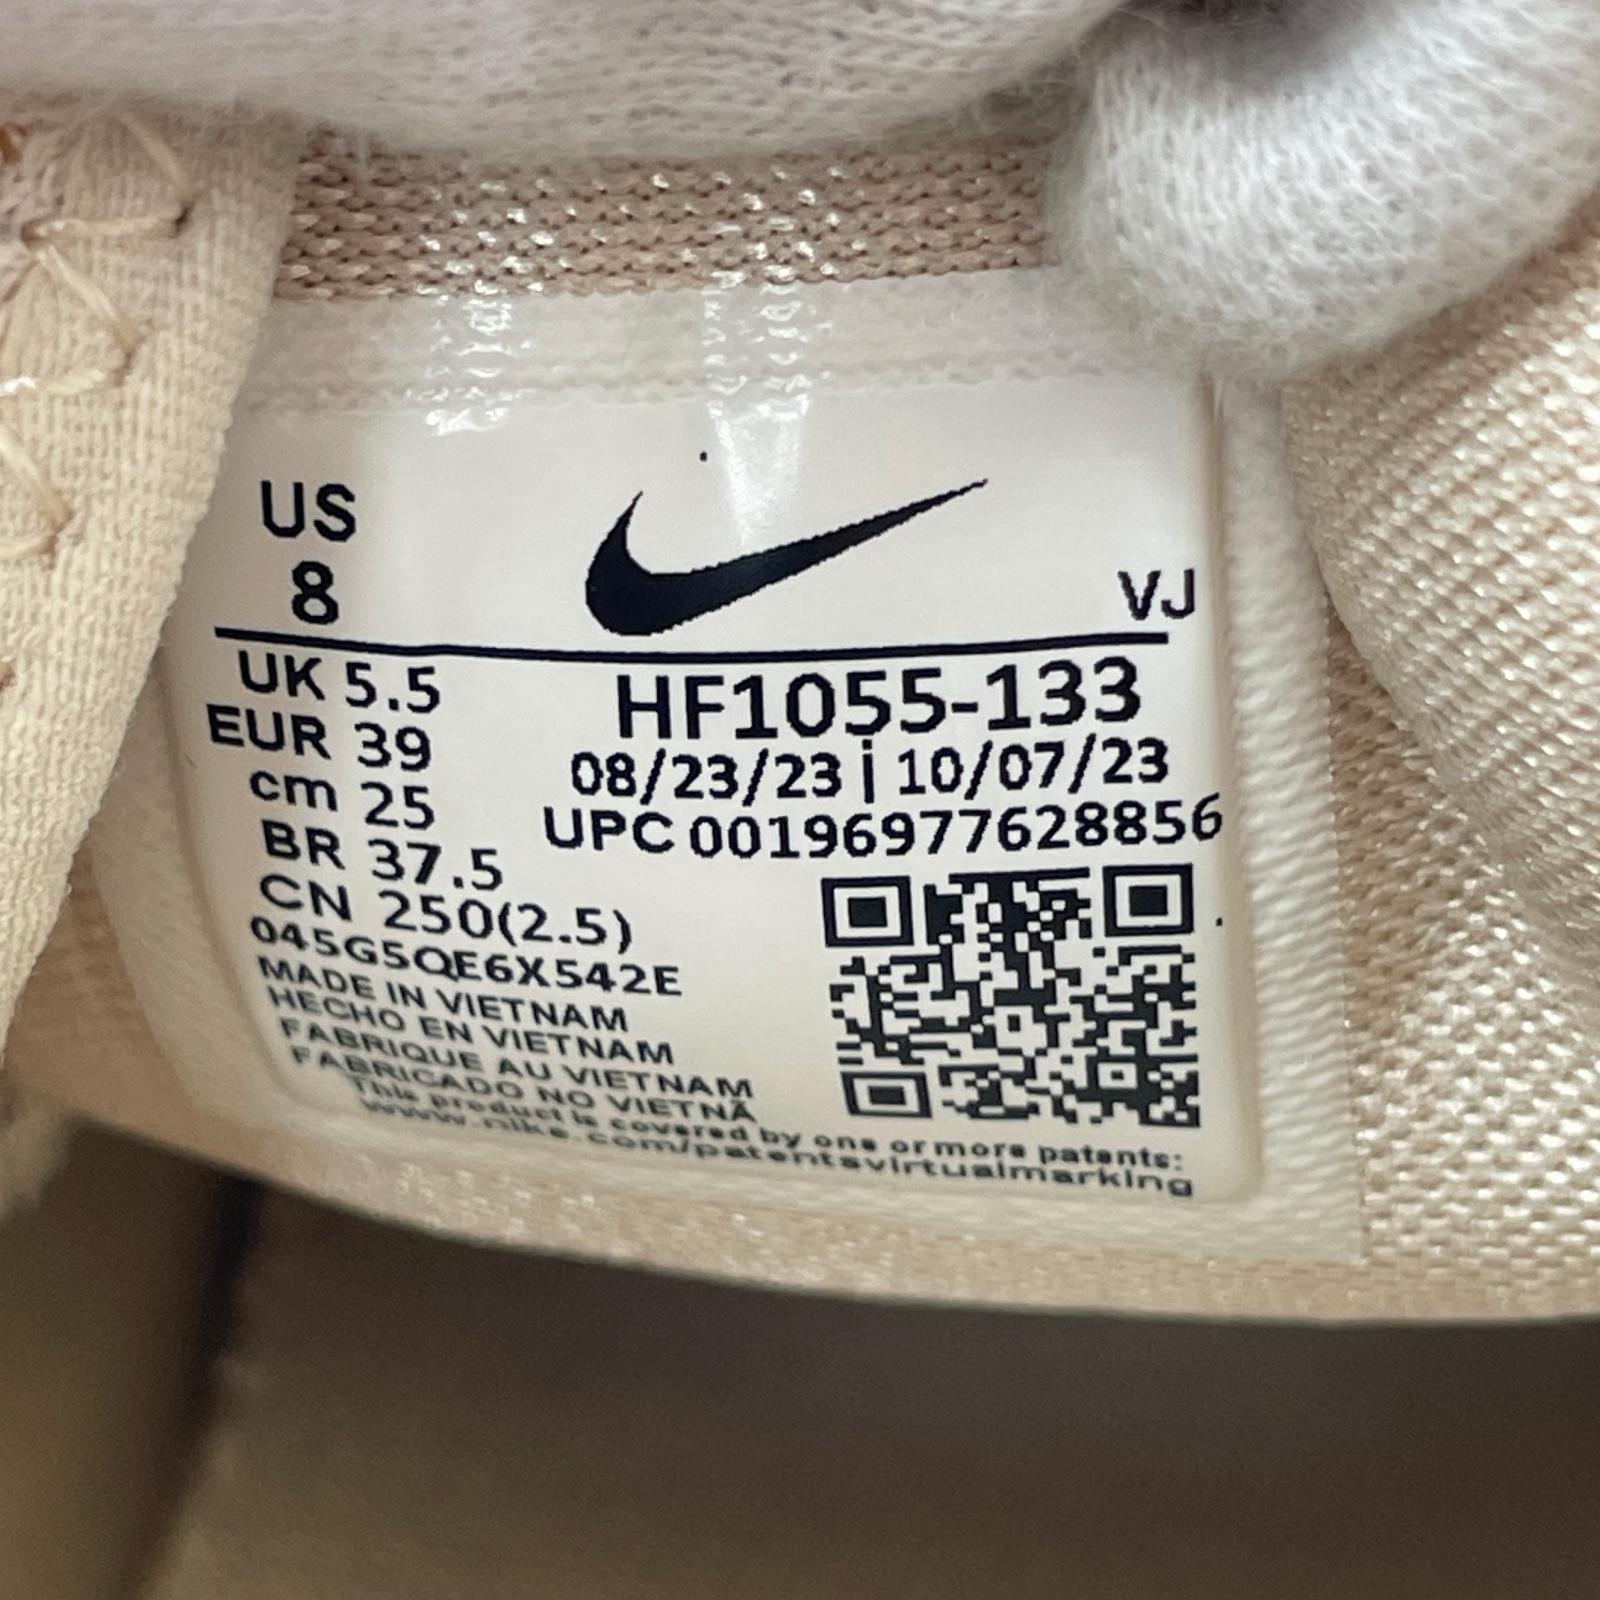 US
8
VJ
UK 5.5
EUR 39
cm 25
BR 37.5
CN 250(2.5)
HF1055-133
08/23/23 | 10/07/23
UPC 00196977628856
045G5QE6X542E
MADE IN VIETNAM
HECHO EN VIETNAM
FABRIQUE AU VIETNAM
FABRICADO NO VIETNÃ
This product is covered by one or more patents:
www.nike.com/patentsvirtualmarking